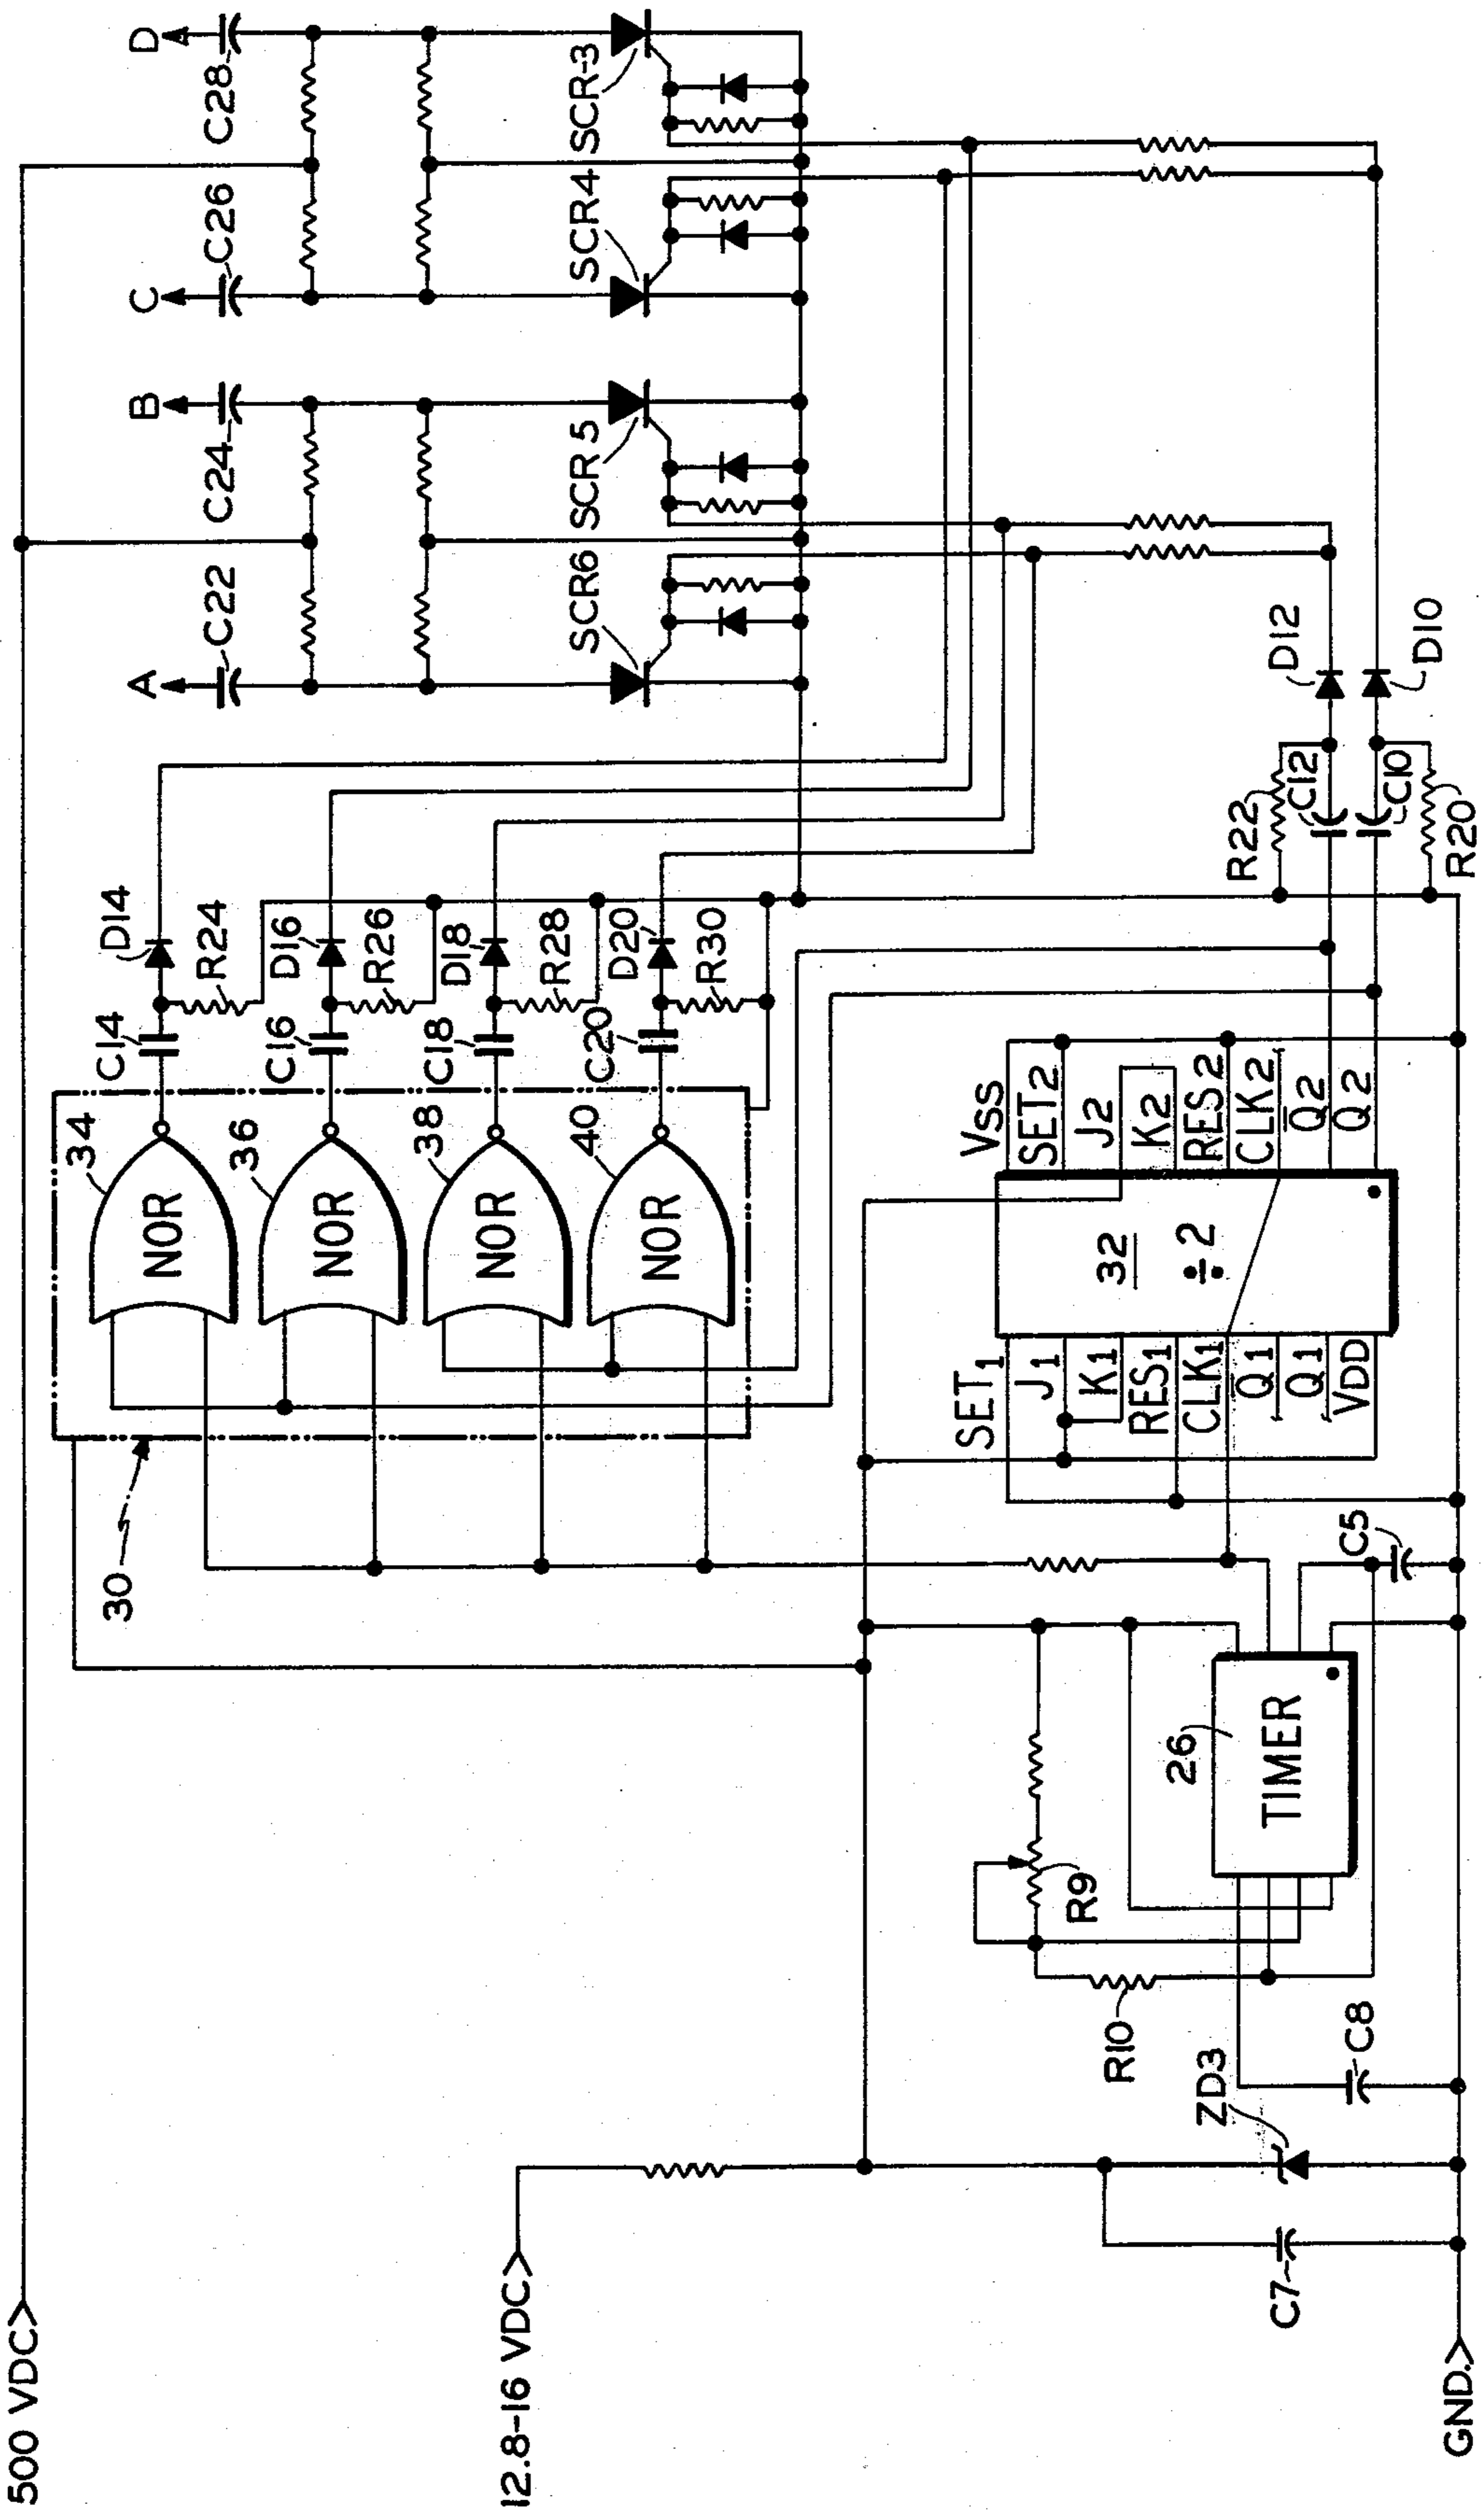 500 VDC>
12.8-16 VDC>
GND.>
C7
ZD3
C8
R10
R9
26
TIMER
C5
30
34
NOR
36
NOR
38
NOR
40
NOR
SET1
J1
K1
RES1
CLK1
Q̅1
Q1
VDD
32
÷2
VSS
SET2
J2
K2
RES2
CLK2
Q̅2
Q2
C14
D14
R24
C16
D16
R26
C18
D18
R28
C20
D20
R30
R22
C12
C10
R20
D12
D10
A
C22
B
C24
C
C26
D
C28
SCR6
SCR 5
SCR4
SCR-3